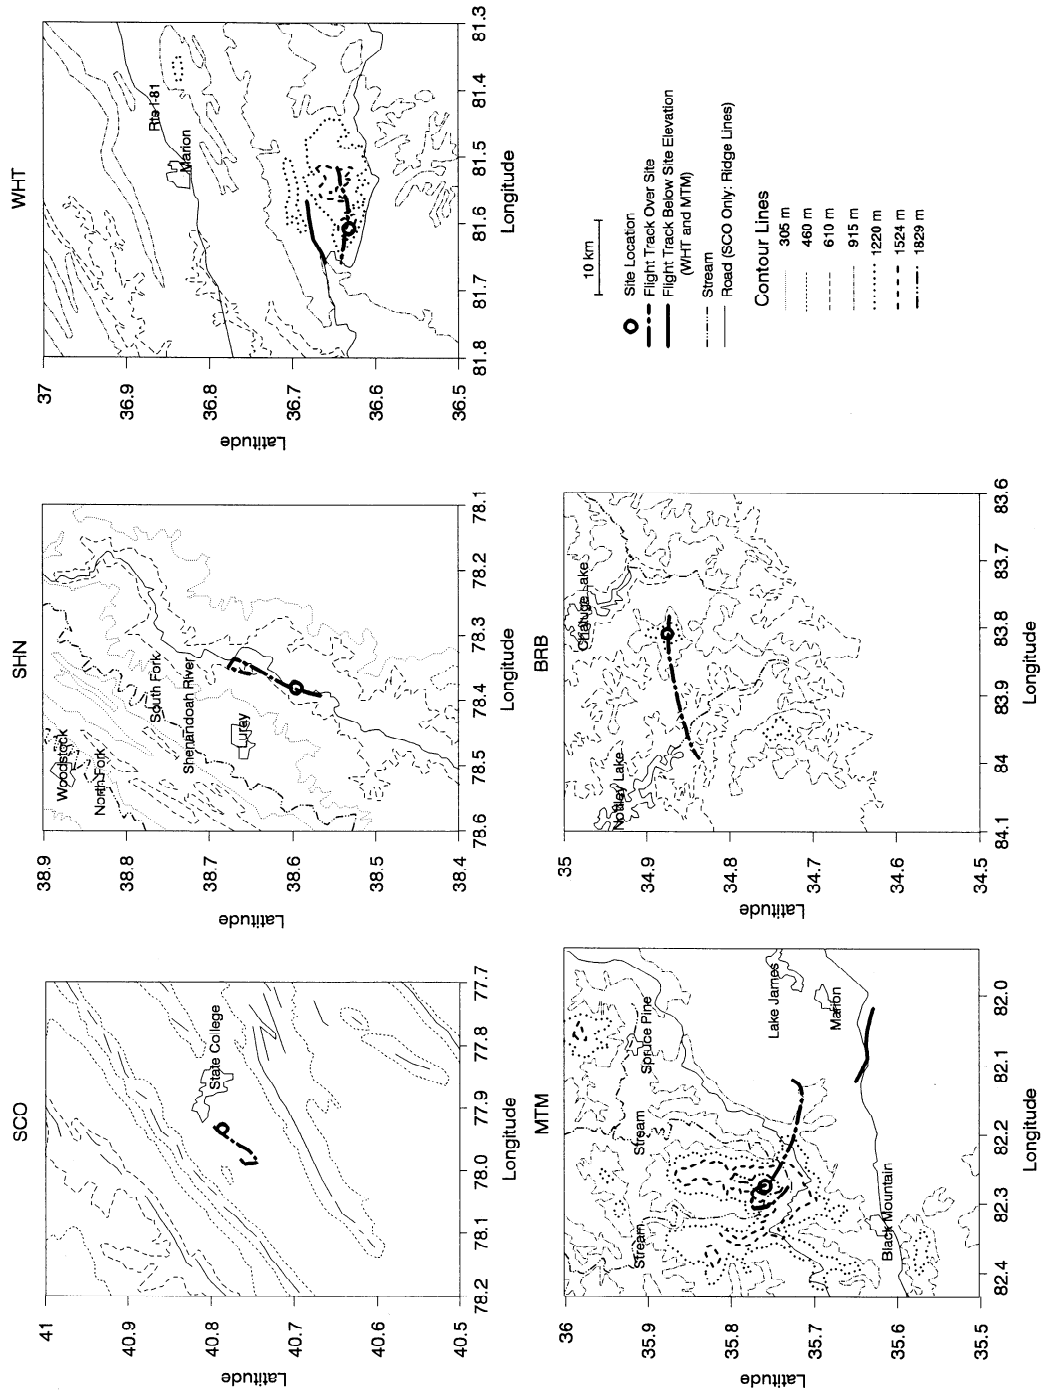 SCO
41
40.9
40.8
40.7
40.6
40.5
Latitude
78.2
78.1
78.0
77.9
77.8
77.7
Longitude
State College
SHN
38.9
38.8
38.7
38.6
38.5
38.4
Latitude
78.6
78.5
78.4
78.3
78.2
78.1
Longitude
Woodstock
North Fork
South Fork
Shenandoah River
Luray
WHT
37
36.9
36.8
36.7
36.6
36.5
Latitude
81.8
81.7
81.6
81.5
81.4
81.3
Longitude
Rte I-81
Marion
MTM
36
35.9
35.8
35.7
35.6
35.5
Latitude
82.4
82.3
82.2
82.1
82.0
Longitude
Stream
Stream
Spruce Pine
Lake James
Marion
Black Mountain
BRB
35
34.9
34.8
34.7
34.6
34.5
Latitude
84.1
84
83.9
83.8
83.7
83.6
Longitude
Nottley Lake
Chatuge Lake
10 km
Site Location
Flight Track Over Site
Flight Track Below Site Elevation
(WHT and MTM)
Stream
Road (SCO Only: Ridge Lines)
Contour Lines
305 m
460 m
610 m
915 m
1220 m
1524 m
1829 m